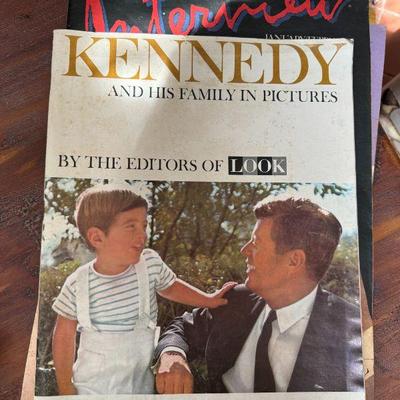 Interview
KENNEDY
AND HIS FAMILY IN PICTURES
BY THE EDITORS OF LOOK